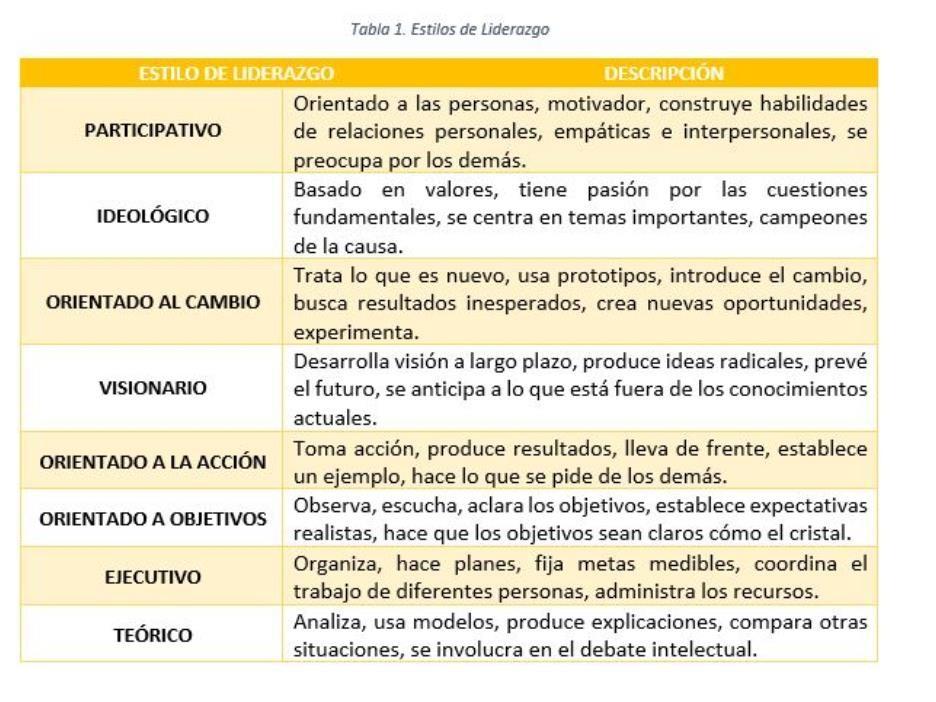 Tabla 1. Estilos de Liderazgo
ESTILO DE LIDERAZGO DESCRIPCIÓN
PARTICIPATIVO
Orientado a las personas, motivador, construye habilidades
de relaciones personales, empáticas e interpersonales, se
preocupa por los demás.
IDEOLÓGICO
Basado en valores, tiene pasión por las cuestiones
fundamentales, se centra en temas importantes, campeones
de la causa.
ORIENTADO AL CAMBIO
Trata lo que es nuevo, usa prototipos, introduce el cambio,
busca resultados inesperados, crea nuevas oportunidades,
experimenta.
VISIONARIO
Desarrolla visión a largo plazo, produce ideas radicales, prevé
el futuro, se anticipa a lo que está fuera de los conocimientos
actuales.
ORIENTADO A LA ACCIÓN
Toma acción, produce resultados, lleva de frente, establece
un ejemplo, hace lo que se pide de los demás.
ORIENTADO A OBJETIVOS
Observa, escucha, aclara los objetivos, establece expectativas
realistas, hace que los objetivos sean claros cómo el cristal.
EJECUTIVO
Organiza, hace planes, fija metas medibles, coordina el
trabajo de diferentes personas, administra los recursos.
TEÓRICO
Analiza, usa modelos, produce explicaciones, compara otras
situaciones, se involucra en el debate intelectual.